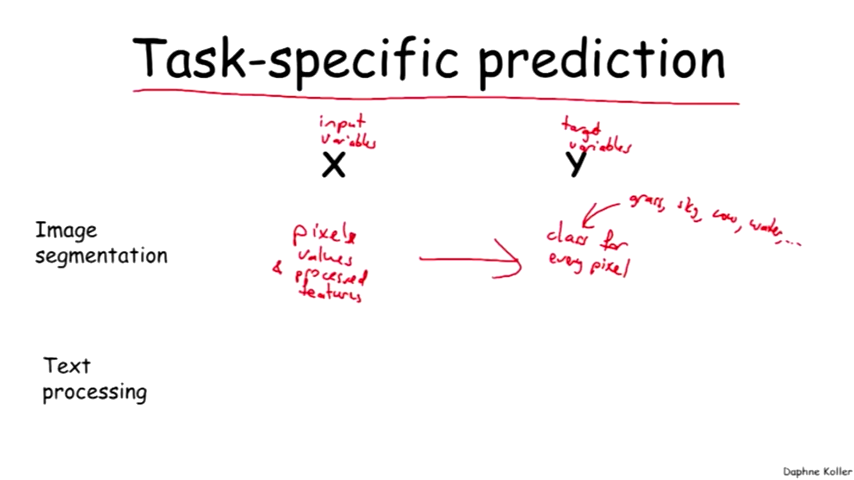 Task-specific prediction
input
variables
X
target
variables
Y
grass, sky, cow, water, ...
Image
segmentation
pixels
values
& processed
features
class for
every pixel
Text
processing
Daphne Koller